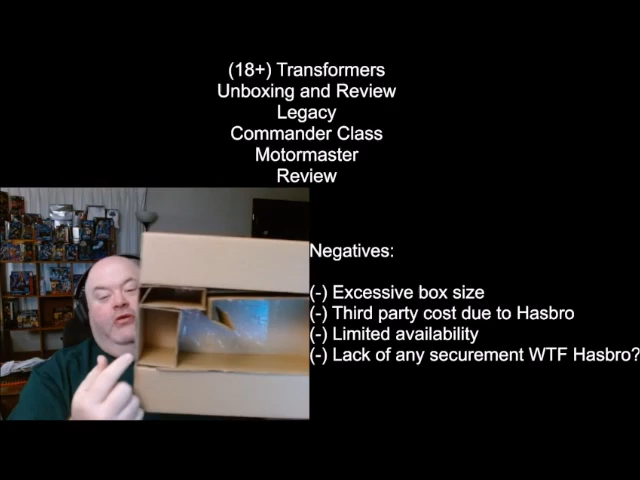 (18+) Transformers
Unboxing and Review
Legacy
Commander Class
Motormaster
Review
Negatives:
(-) Excessive box size
(-) Third party cost due to Hasbro
(-) Limited availability
(-) Lack of any securement WTF Hasbro?